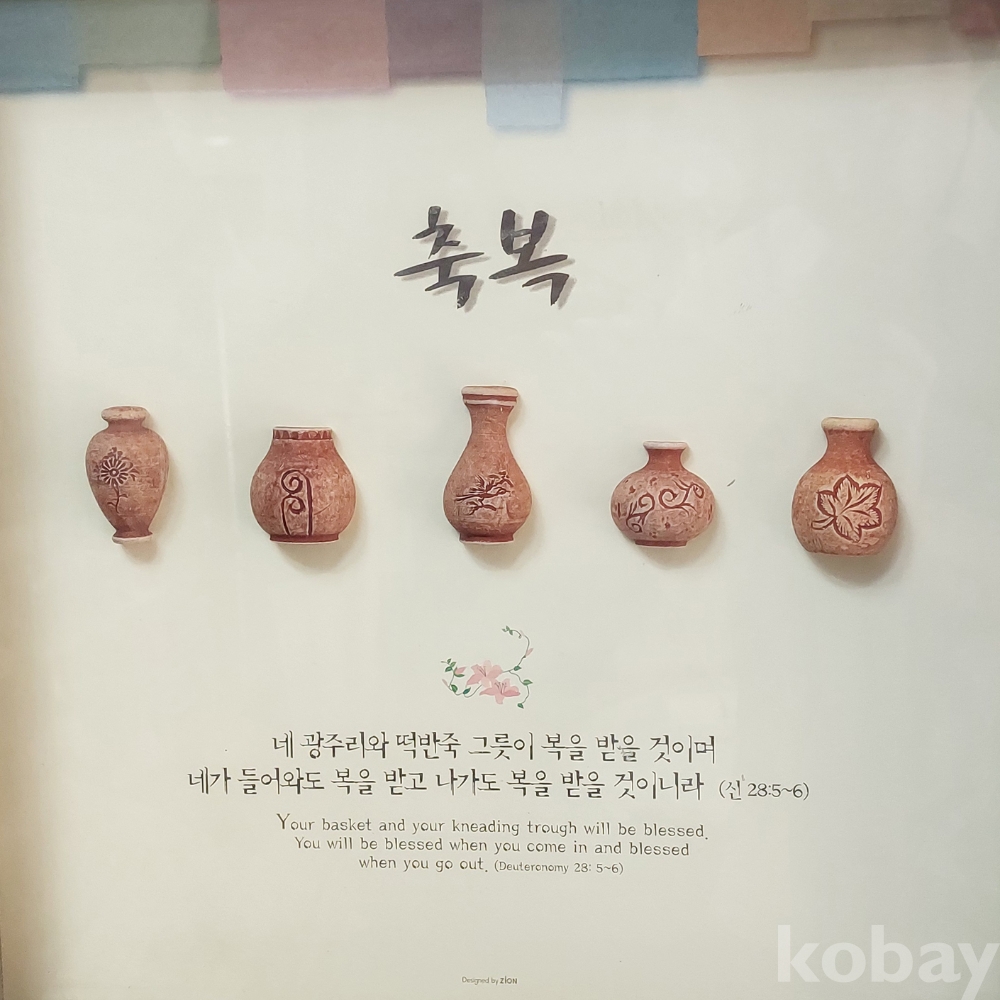 축복
네 광주리와 떡반죽 그릇이 복을 받을 것이며
네가 들어와도 복을 받고 나가도 복을 받을 것이니라 (신 28:5~6)
Your basket and your kneading trough will be blessed.
You will be blessed when you come in and blessed
when you go out. (Deuteronomy 28: 5~6)
Designed by ZION
kobay